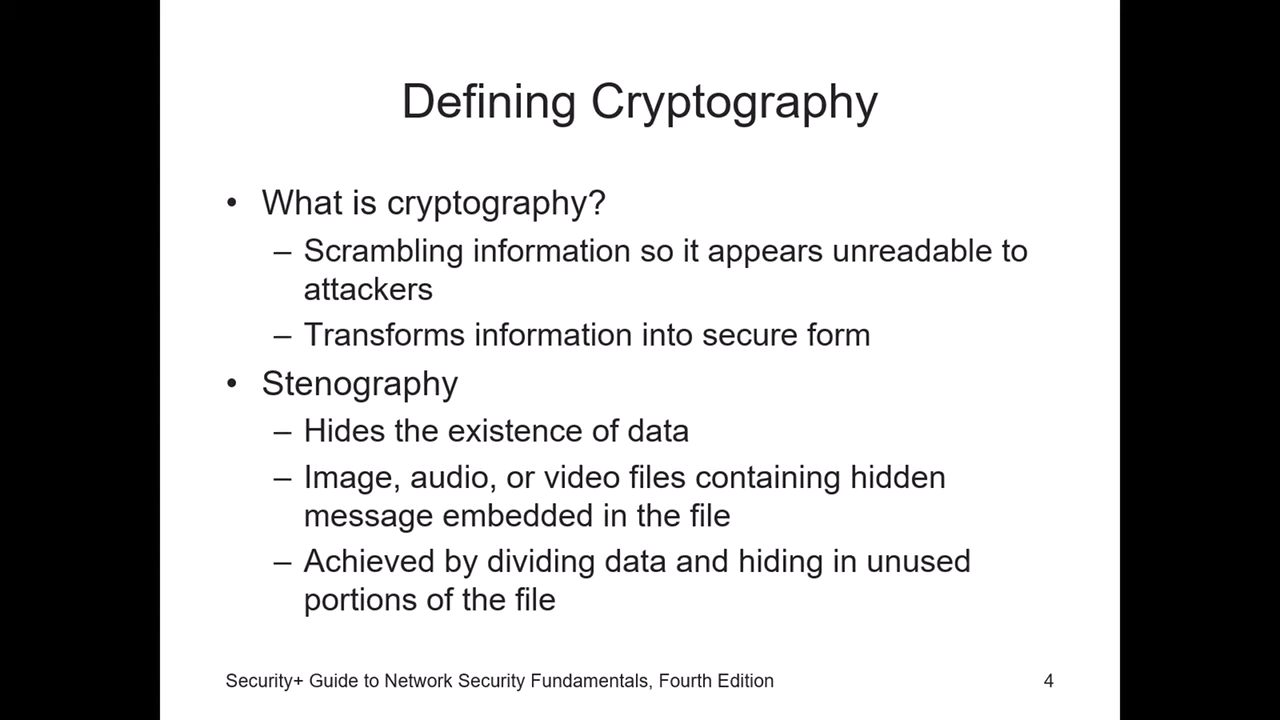 Defining Cryptography
• What is cryptography?
– Scrambling information so it appears unreadable to
attackers
– Transforms information into secure form
• Stenography
– Hides the existence of data
– Image, audio, or video files containing hidden
message embedded in the file
– Achieved by dividing data and hiding in unused
portions of the file
Security+ Guide to Network Security Fundamentals, Fourth Edition
4